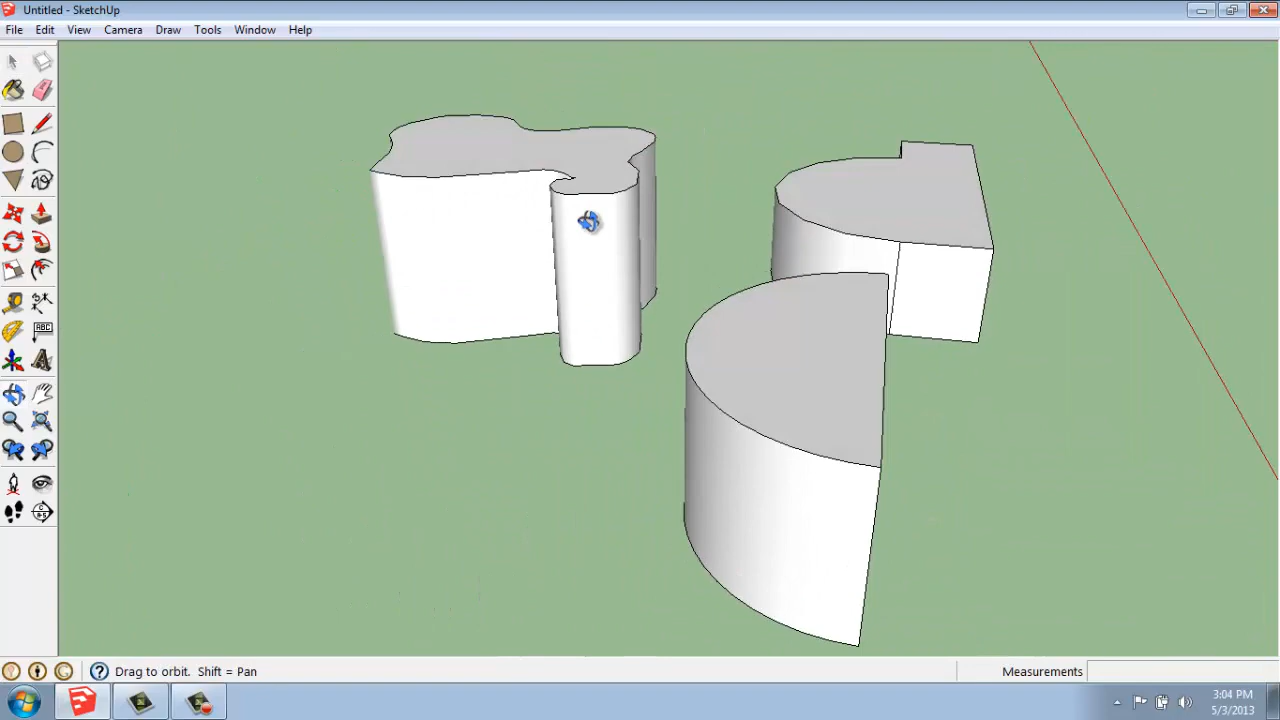 Untitled - SketchUp
File Edit View Camera Draw Tools Window Help
ABC
Drag to orbit. Shift = Pan
Measurements
3:04 PM
5/3/2013